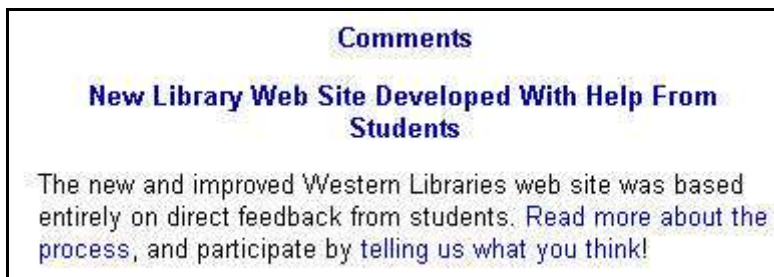 Comments
New Library Web Site Developed With Help From
Students
The new and improved Western Libraries web site was based
entirely on direct feedback from students. Read more about the
process, and participate by telling us what you think!